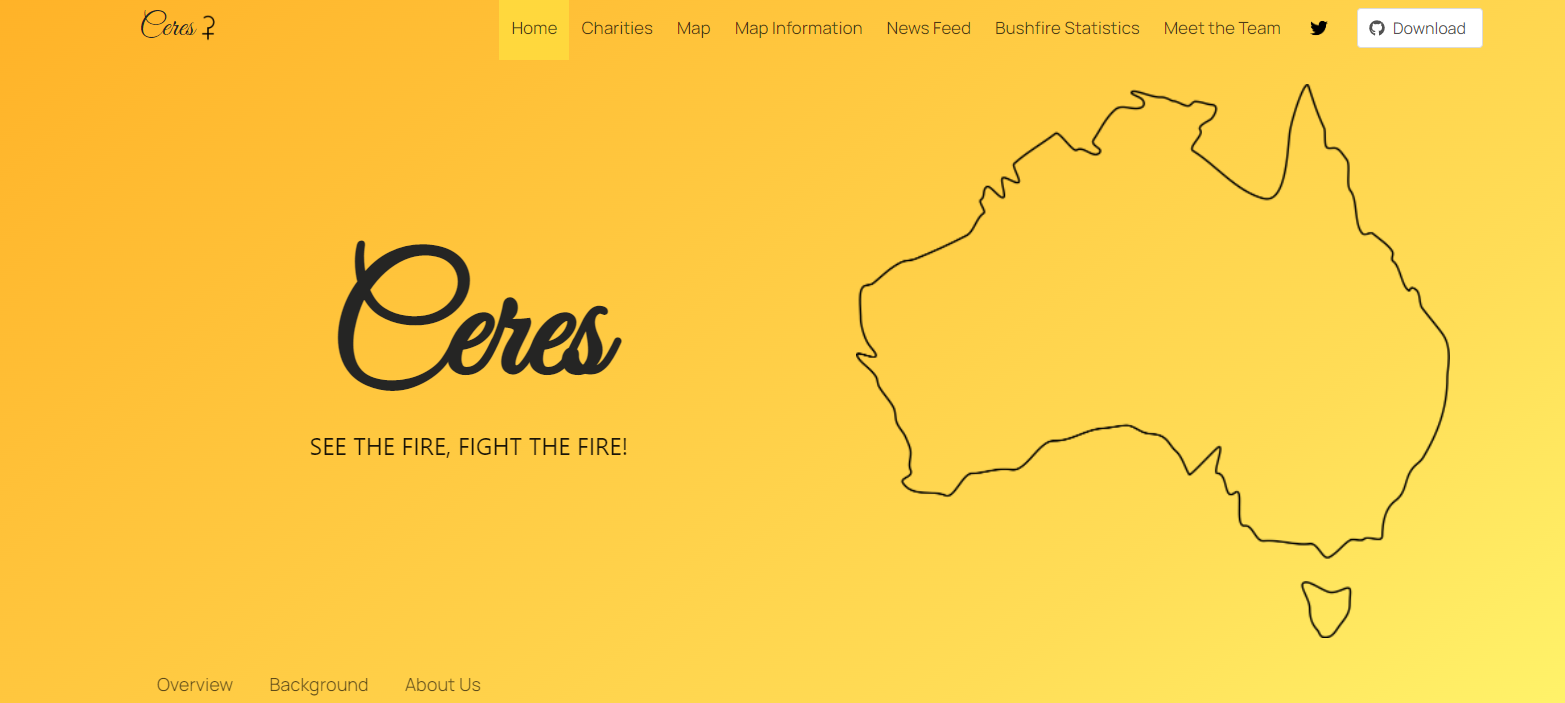 Ceres ⚳ Home Charities Map Map Information News Feed Bushfire Statistics Meet the Team Download
Ceres
SEE THE FIRE, FIGHT THE FIRE!
Overview Background About Us